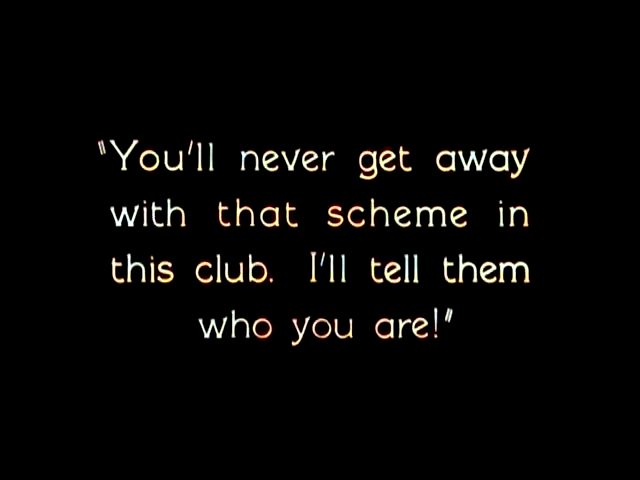 "You'll never get away
with that scheme in
this club. I'll tell them
who you are!"